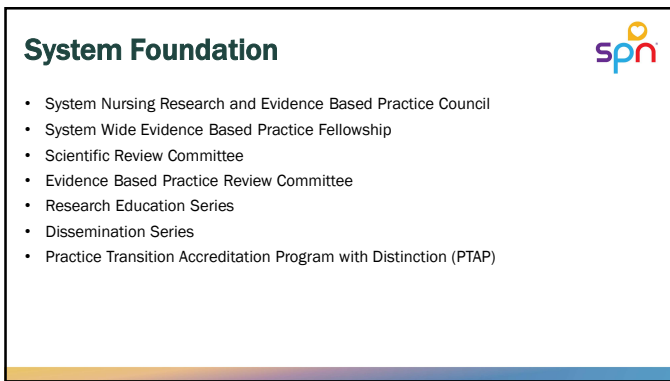 System Foundation
spn
• System Nursing Research and Evidence Based Practice Council
• System Wide Evidence Based Practice Fellowship
• Scientific Review Committee
• Evidence Based Practice Review Committee
• Research Education Series
• Dissemination Series
• Practice Transition Accreditation Program with Distinction (PTAP)